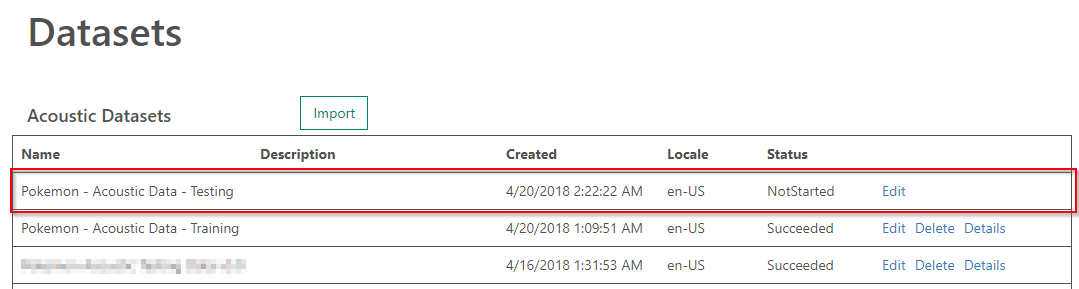 Datasets
Acoustic Datasets Import
Name Description Created Locale Status
Pokemon - Acoustic Data - Testing 4/20/2018 2:22:22 AM en-US NotStarted Edit
Pokemon - Acoustic Data - Training 4/20/2018 1:09:51 AM en-US Succeeded Edit Delete Details
4/16/2018 1:31:53 AM en-US Succeeded Edit Delete Details